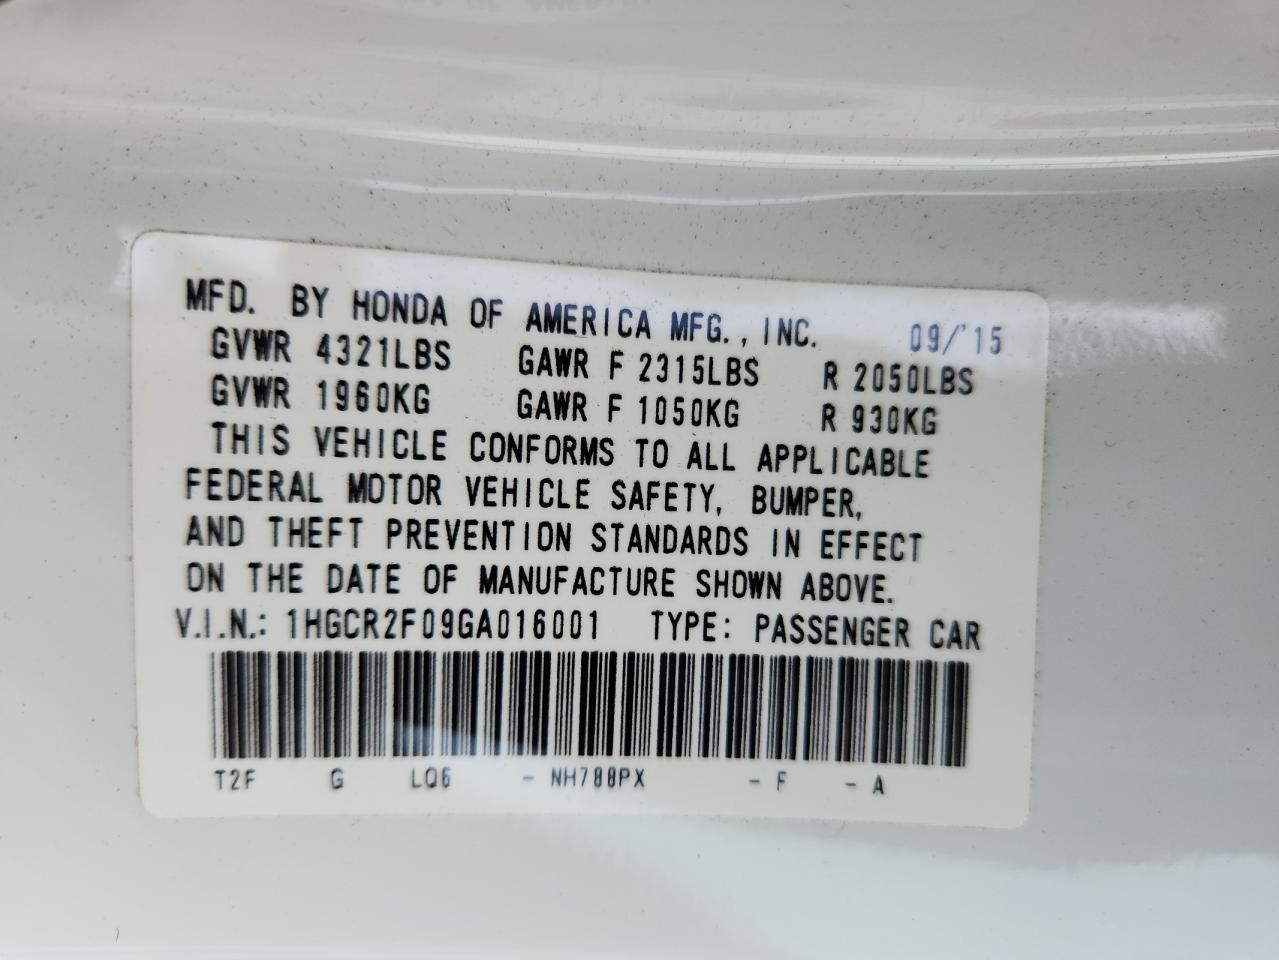 MFD. BY HONDA OF AMERICA MFG., INC. 09/'15
GVWR 4321LBS GAWR F 2315LBS R 2050LBS
GVWR 1960KG GAWR F 1050KG R 930KG
THIS VEHICLE CONFORMS TO ALL APPLICABLE
FEDERAL MOTOR VEHICLE SAFETY, BUMPER,
AND THEFT PREVENTION STANDARDS IN EFFECT
ON THE DATE OF MANUFACTURE SHOWN ABOVE.
V.I.N.: 1HGCR2F09GA016001 TYPE: PASSENGER CAR
T2F G LQ6 - NH788PX - F - A